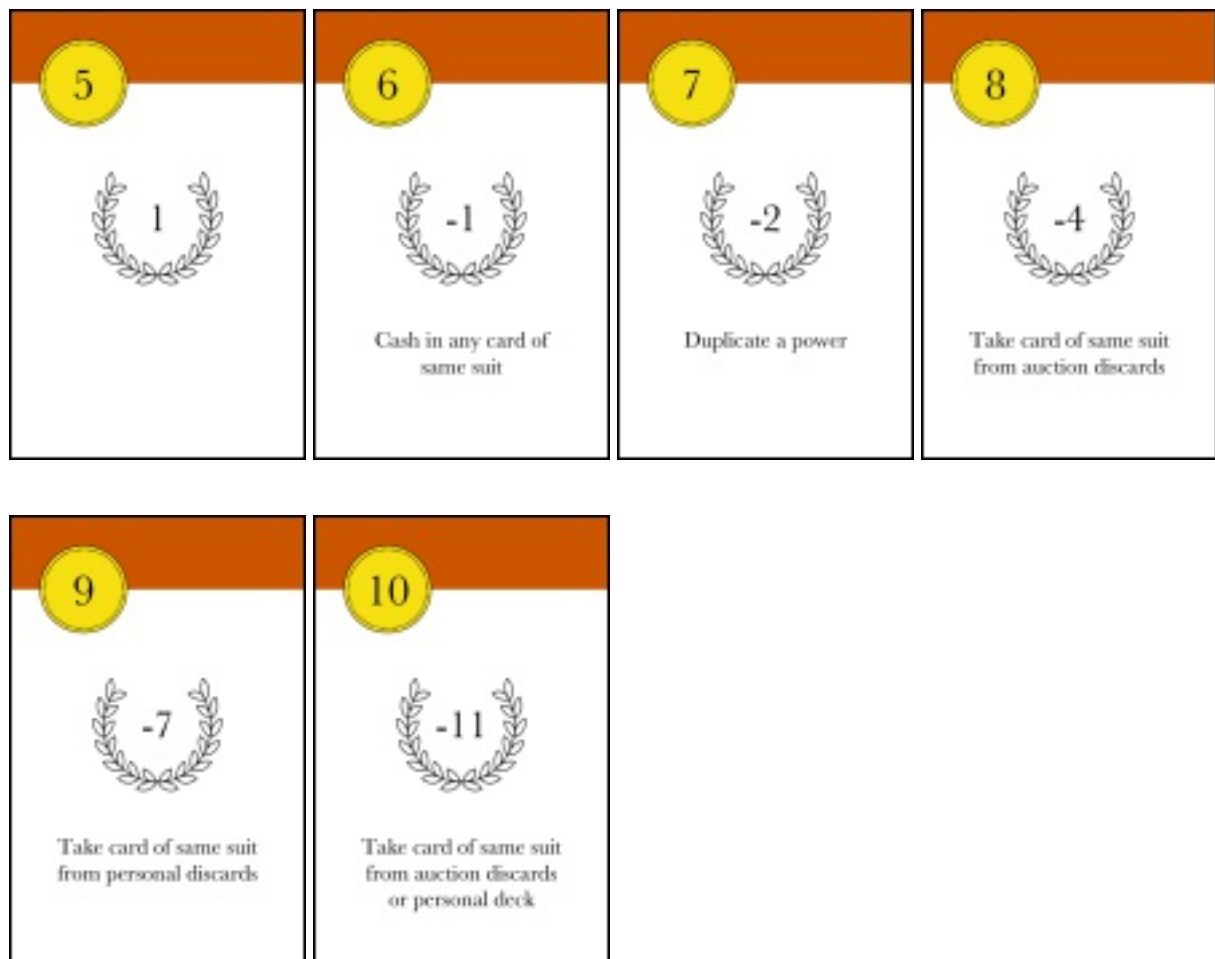 5
1
6
-1
Cash in any card of
same suit
7
-2
Duplicate a power
8
-4
Take card of same suit
from auction discards
9
-7
Take card of same suit
from personal discards
10
-11
Take card of same suit
from auction discards
or personal deck